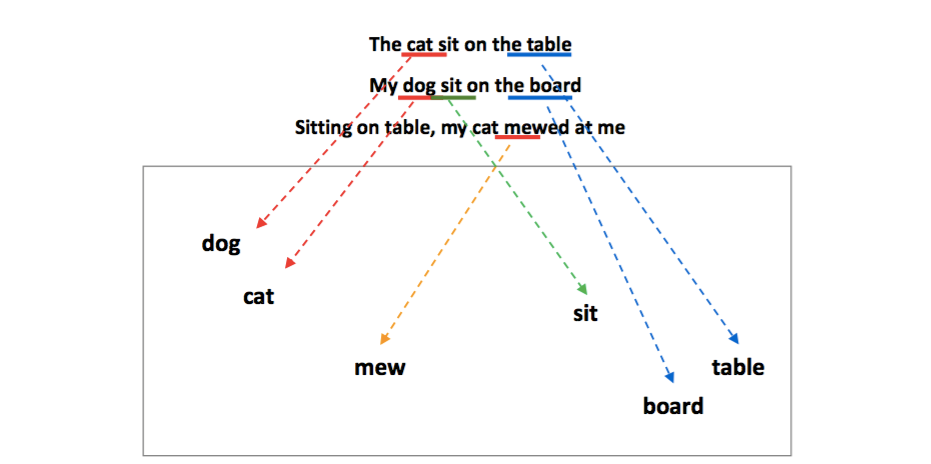 The cat sit on the table
My dog sit on the board
Sitting on table, my cat mewed at me
dog
cat
sit
mew
table
board